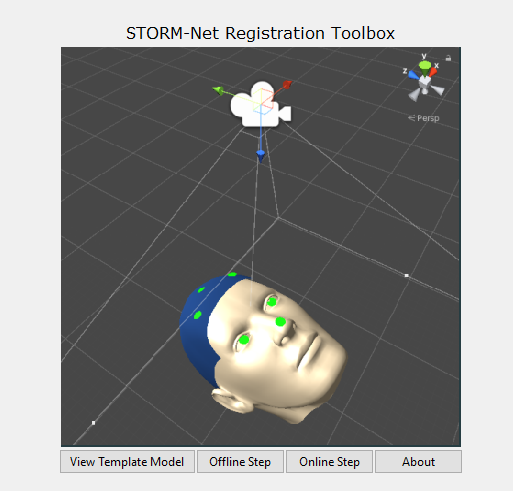 STORM-Net Registration Toolbox
y
x
z
Persp
View Template Model
Offline Step
Online Step
About